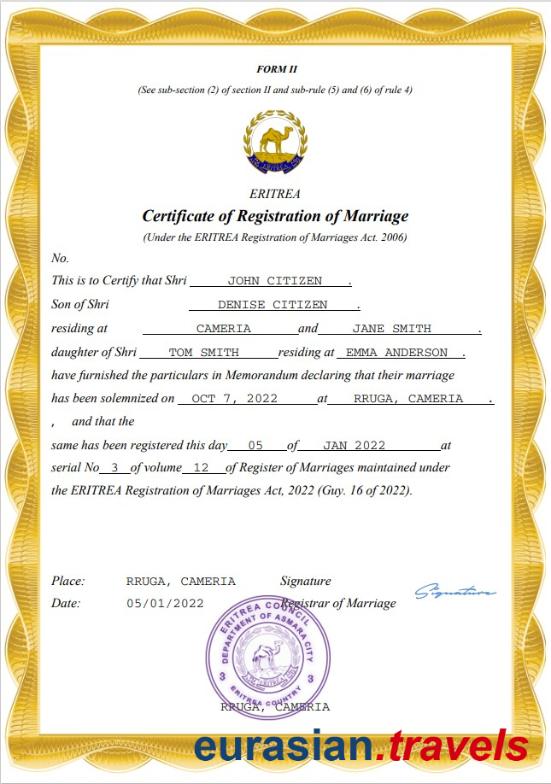 FORM II
(See sub-section (2) of section II and sub-rule (5) and (6) of rule 4)
ERITREA
Certificate of Registration of Marriage
(Under the ERITREA Registration of Marriages Act. 2006)
No.
This is to Certify that Shri JOHN CITIZEN .
Son of Shri DENISE CITIZEN .
residing at CAMERIA and JANE SMITH .
daughter of Shri TOM SMITH residing at EMMA ANDERSON .
have furnished the particulars in Memorandum declaring that their marriage
has been solemnized on OCT 7, 2022 at RRUGA, CAMERIA .
, and that the
same has been registered this day 05 of JAN 2022 at
serial No 3 of volume 12 of Register of Marriages maintained under
the ERITREA Registration of Marriages Act, 2022 (Guy. 16 of 2022).
Place: RRUGA, CAMERIA Signature
Signature
Date: 05/01/2022 Registrar of Marriage
ERITREA COUNCIL
DEPARTMENT OF ASMARA CITY
ERITREA COUNTRY
RRUGA, CAMERIA
eurasian.travels